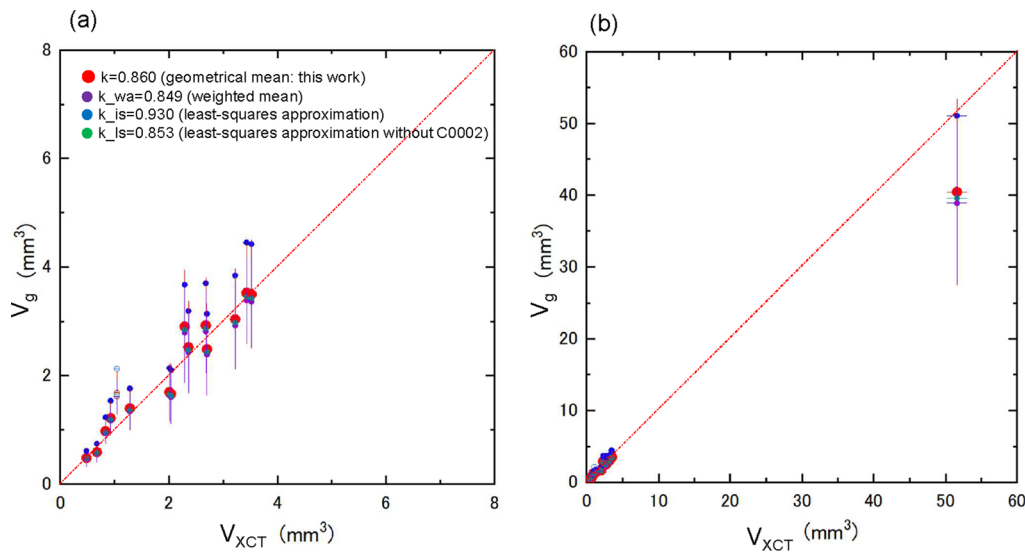 (a)
(b)
8
6
4
2
0
k=0.860 (geometrical mean: this work)
k_wa=0.849 (weighted mean)
k_is=0.930 (least-squares approximation)
k_ls=0.853 (least-squares approximation without C0002)
Vg (mm³)
0 2 4 6 8
VXCT (mm³)
60
50
40
30
20
10
0
Vg (mm³)
0 10 20 30 40 50 60
VXCT (mm³)